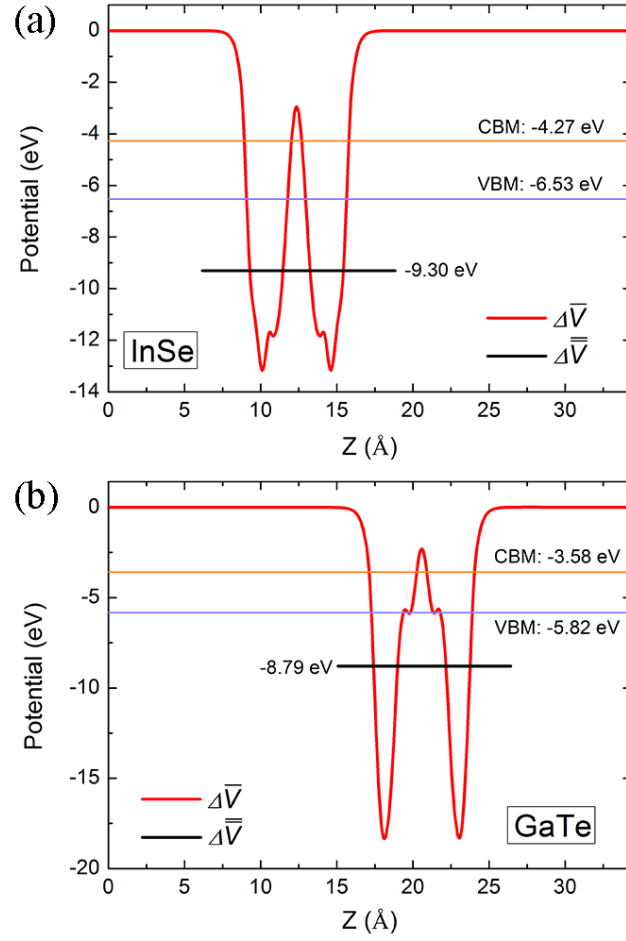 (a)
0
-2
-4
-6
-8
-10
-12
-14
Potential (eV)
CBM: -4.27 eV
VBM: -6.53 eV
-9.30 eV
InSe
ΔV̅
ΔV̿
0 5 10 15 20 25 30
Z (Å)
(b)
0
-5
-10
-15
-20
Potential (eV)
CBM: -3.58 eV
VBM: -5.82 eV
-8.79 eV
ΔV̅
ΔV̿
GaTe
0 5 10 15 20 25 30
Z (Å)